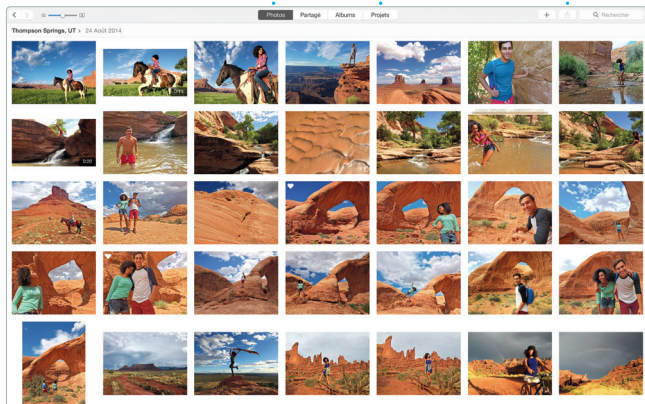 Photos Partagé Albums Projets Rechercher
Thompson Springs, UT > 24 Août 2014
0:20